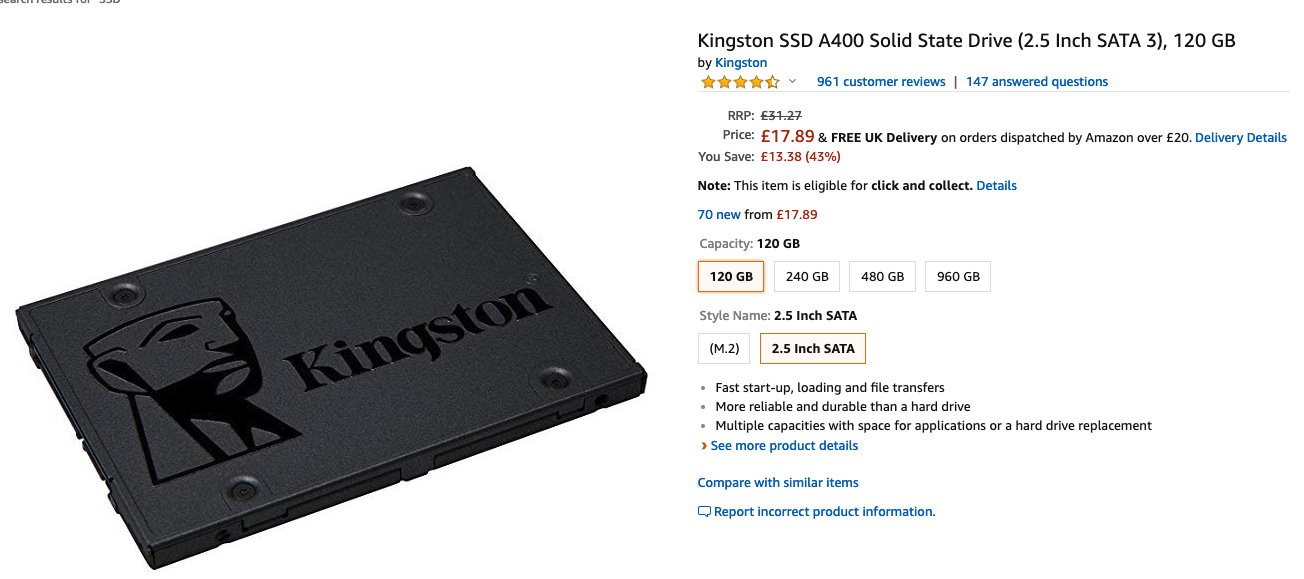 search results for "SSD"
Kingston
Kingston SSD A400 Solid State Drive (2.5 Inch SATA 3), 120 GB
by Kingston
961 customer reviews | 147 answered questions
RRP: £31.27
Price: £17.89 & FREE UK Delivery on orders dispatched by Amazon over £20. Delivery Details
You Save: £13.38 (43%)
Note: This item is eligible for click and collect. Details
70 new from £17.89
Capacity: 120 GB
120 GB 240 GB 480 GB 960 GB
Style Name: 2.5 Inch SATA
(M.2) 2.5 Inch SATA
Fast start-up, loading and file transfers
More reliable and durable than a hard drive
Multiple capacities with space for applications or a hard drive replacement
› See more product details
Compare with similar items
Report incorrect product information.